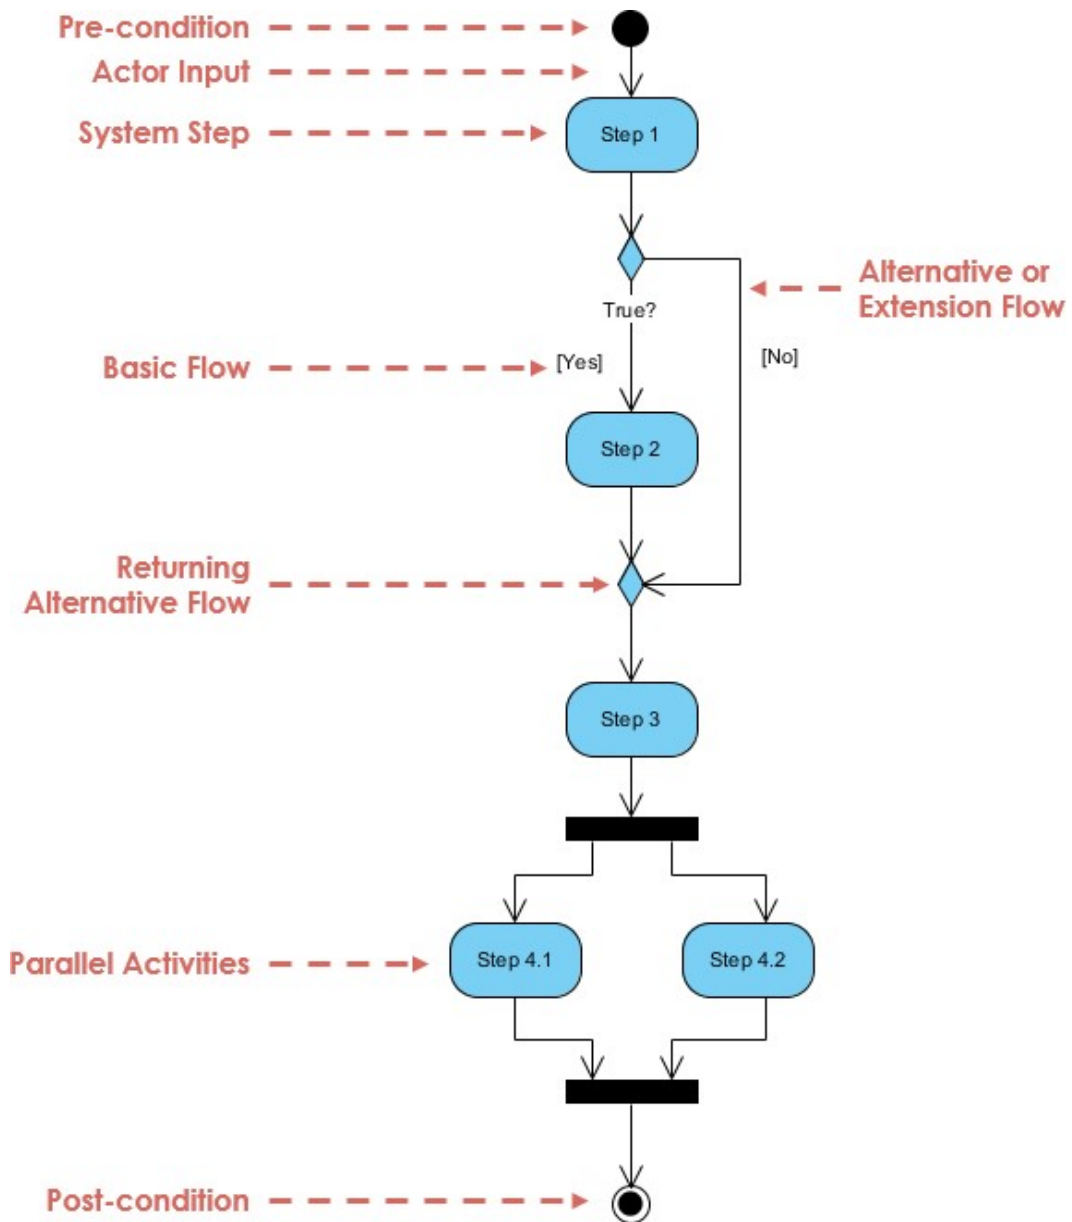 Pre-condition
Actor Input
System Step
Step 1
Alternative or
Extension Flow
True?
[No]
Basic Flow
[Yes]
Step 2
Returning
Alternative Flow
Step 3
Parallel Activities
Step 4.1
Step 4.2
Post-condition